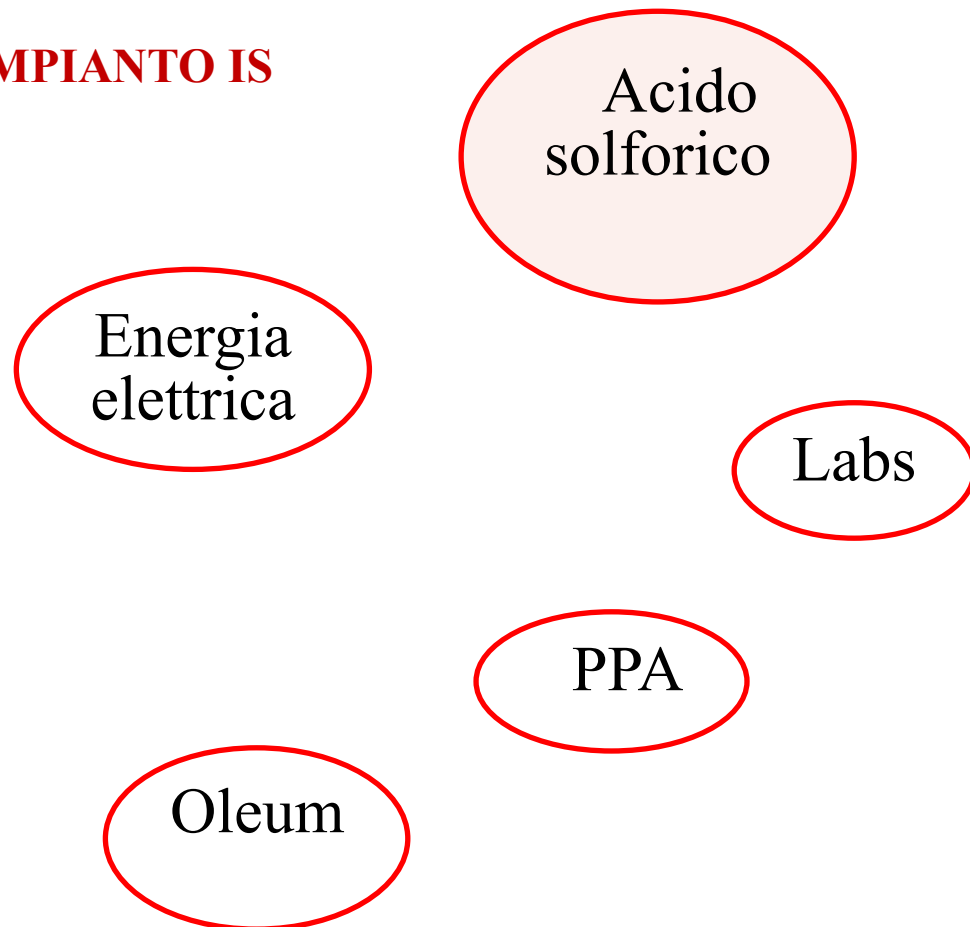 MPIANTO IS
Acido
solforico
Energia
elettrica
Labs
PPA
Oleum